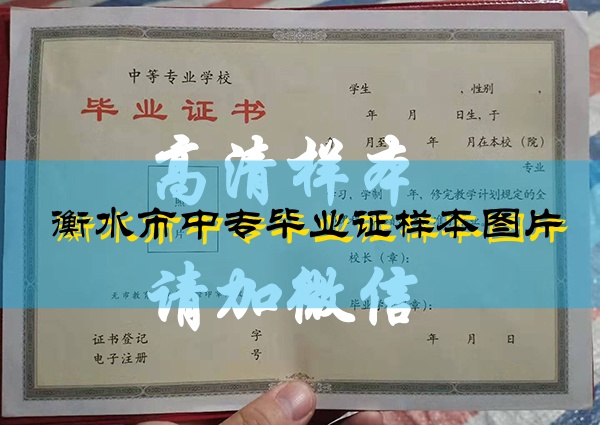 中等专业学校
毕业证书
照
片
证书登记 字
电子注册 号
学生 ，性别 ，
年 月 日生，于
月至 年 月在本校（院）
专业
习，学制 年，修完教学计划规定的全
校长（章）：
年 月 日
高清样本
衡水市中专毕业证样本图片
请加微信